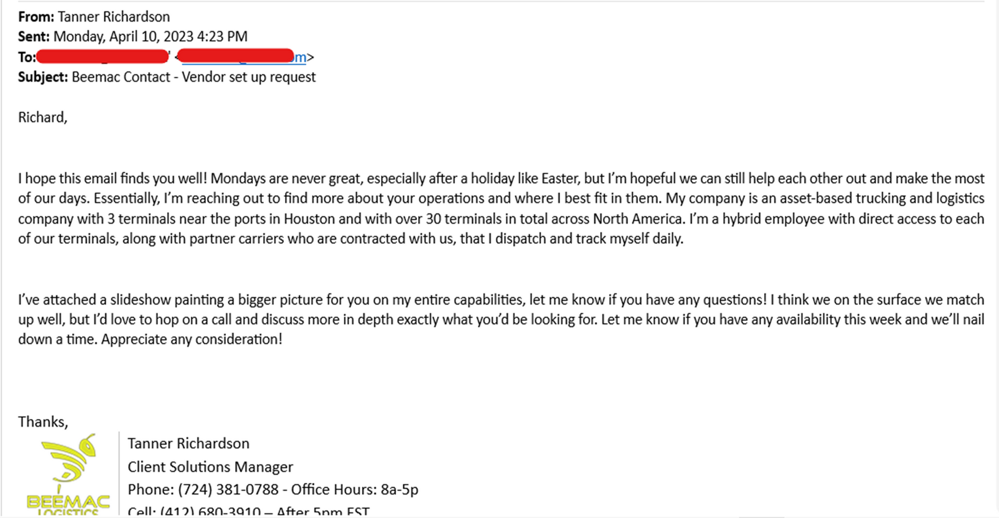 From: Tanner Richardson
Sent: Monday, April 10, 2023 4:23 PM
To: ' < om>
Subject: Beemac Contact - Vendor set up request
Richard,
I hope this email finds you well! Mondays are never great, especially after a holiday like Easter, but I’m hopeful we can still help each other out and make the most
of our days. Essentially, I’m reaching out to find more about your operations and where I best fit in them. My company is an asset-based trucking and logistics
company with 3 terminals near the ports in Houston and with over 30 terminals in total across North America. I’m a hybrid employee with direct access to each
of our terminals, along with partner carriers who are contracted with us, that I dispatch and track myself daily.
I’ve attached a slideshow painting a bigger picture for you on my entire capabilities, let me know if you have any questions! I think we on the surface we match
up well, but I’d love to hop on a call and discuss more in depth exactly what you’d be looking for. Let me know if you have any availability this week and we’ll nail
down a time. Appreciate any consideration!
Thanks,
Tanner Richardson
Client Solutions Manager
Phone: (724) 381-0788 - Office Hours: 8a-5p
Cell: (412) 680-3910 – After 5pm EST
BEEMAC
LOGISTICS